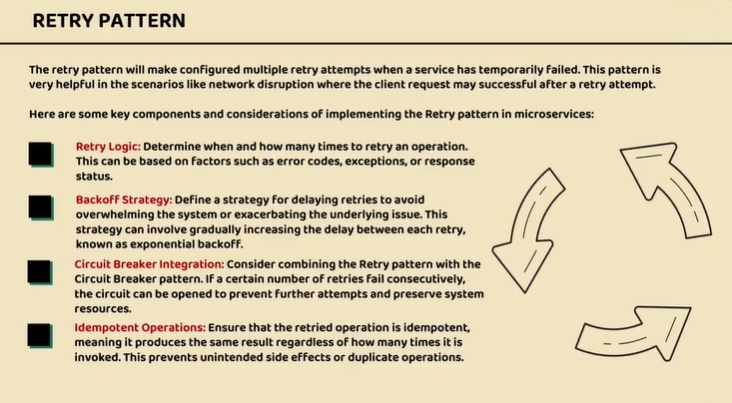 RETRY PATTERN
The retry pattern will make configured multiple retry attempts when a service has temporarily failed. This pattern is
very helpful in the scenarios like network disruption where the client request may successful after a retry attempt.
Here are some key components and considerations of implementing the Retry pattern in microservices:
Retry Logic: Determine when and how many times to retry an operation.
This can be based on factors such as error codes, exceptions, or response
status.
Backoff Strategy: Define a strategy for delaying retries to avoid
overwhelming the system or exacerbating the underlying issue. This
strategy can involve gradually increasing the delay between each retry,
known as exponential backoff.
Circuit Breaker Integration: Consider combining the Retry pattern with the
Circuit Breaker pattern. If a certain number of retries fail consecutively,
the circuit can be opened to prevent further attempts and preserve system
resources.
Idempotent Operations: Ensure that the retried operation is idempotent,
meaning it produces the same result regardless of how many times it is
invoked. This prevents unintended side effects or duplicate operations.